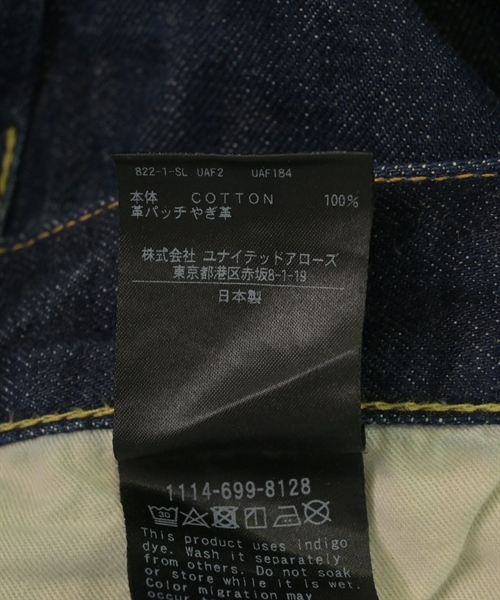 822-1-SL UAF2 UAF184
本体 COTTON 100%
革パッチやぎ革
株式会社 ユナイテッドアローズ
東京都港区赤坂8-1-19
日本製
1114-699-8128
30
This product uses indigo
dye. Wash it separately
from others. Do not soak
or store while it is wet.
Color migration may